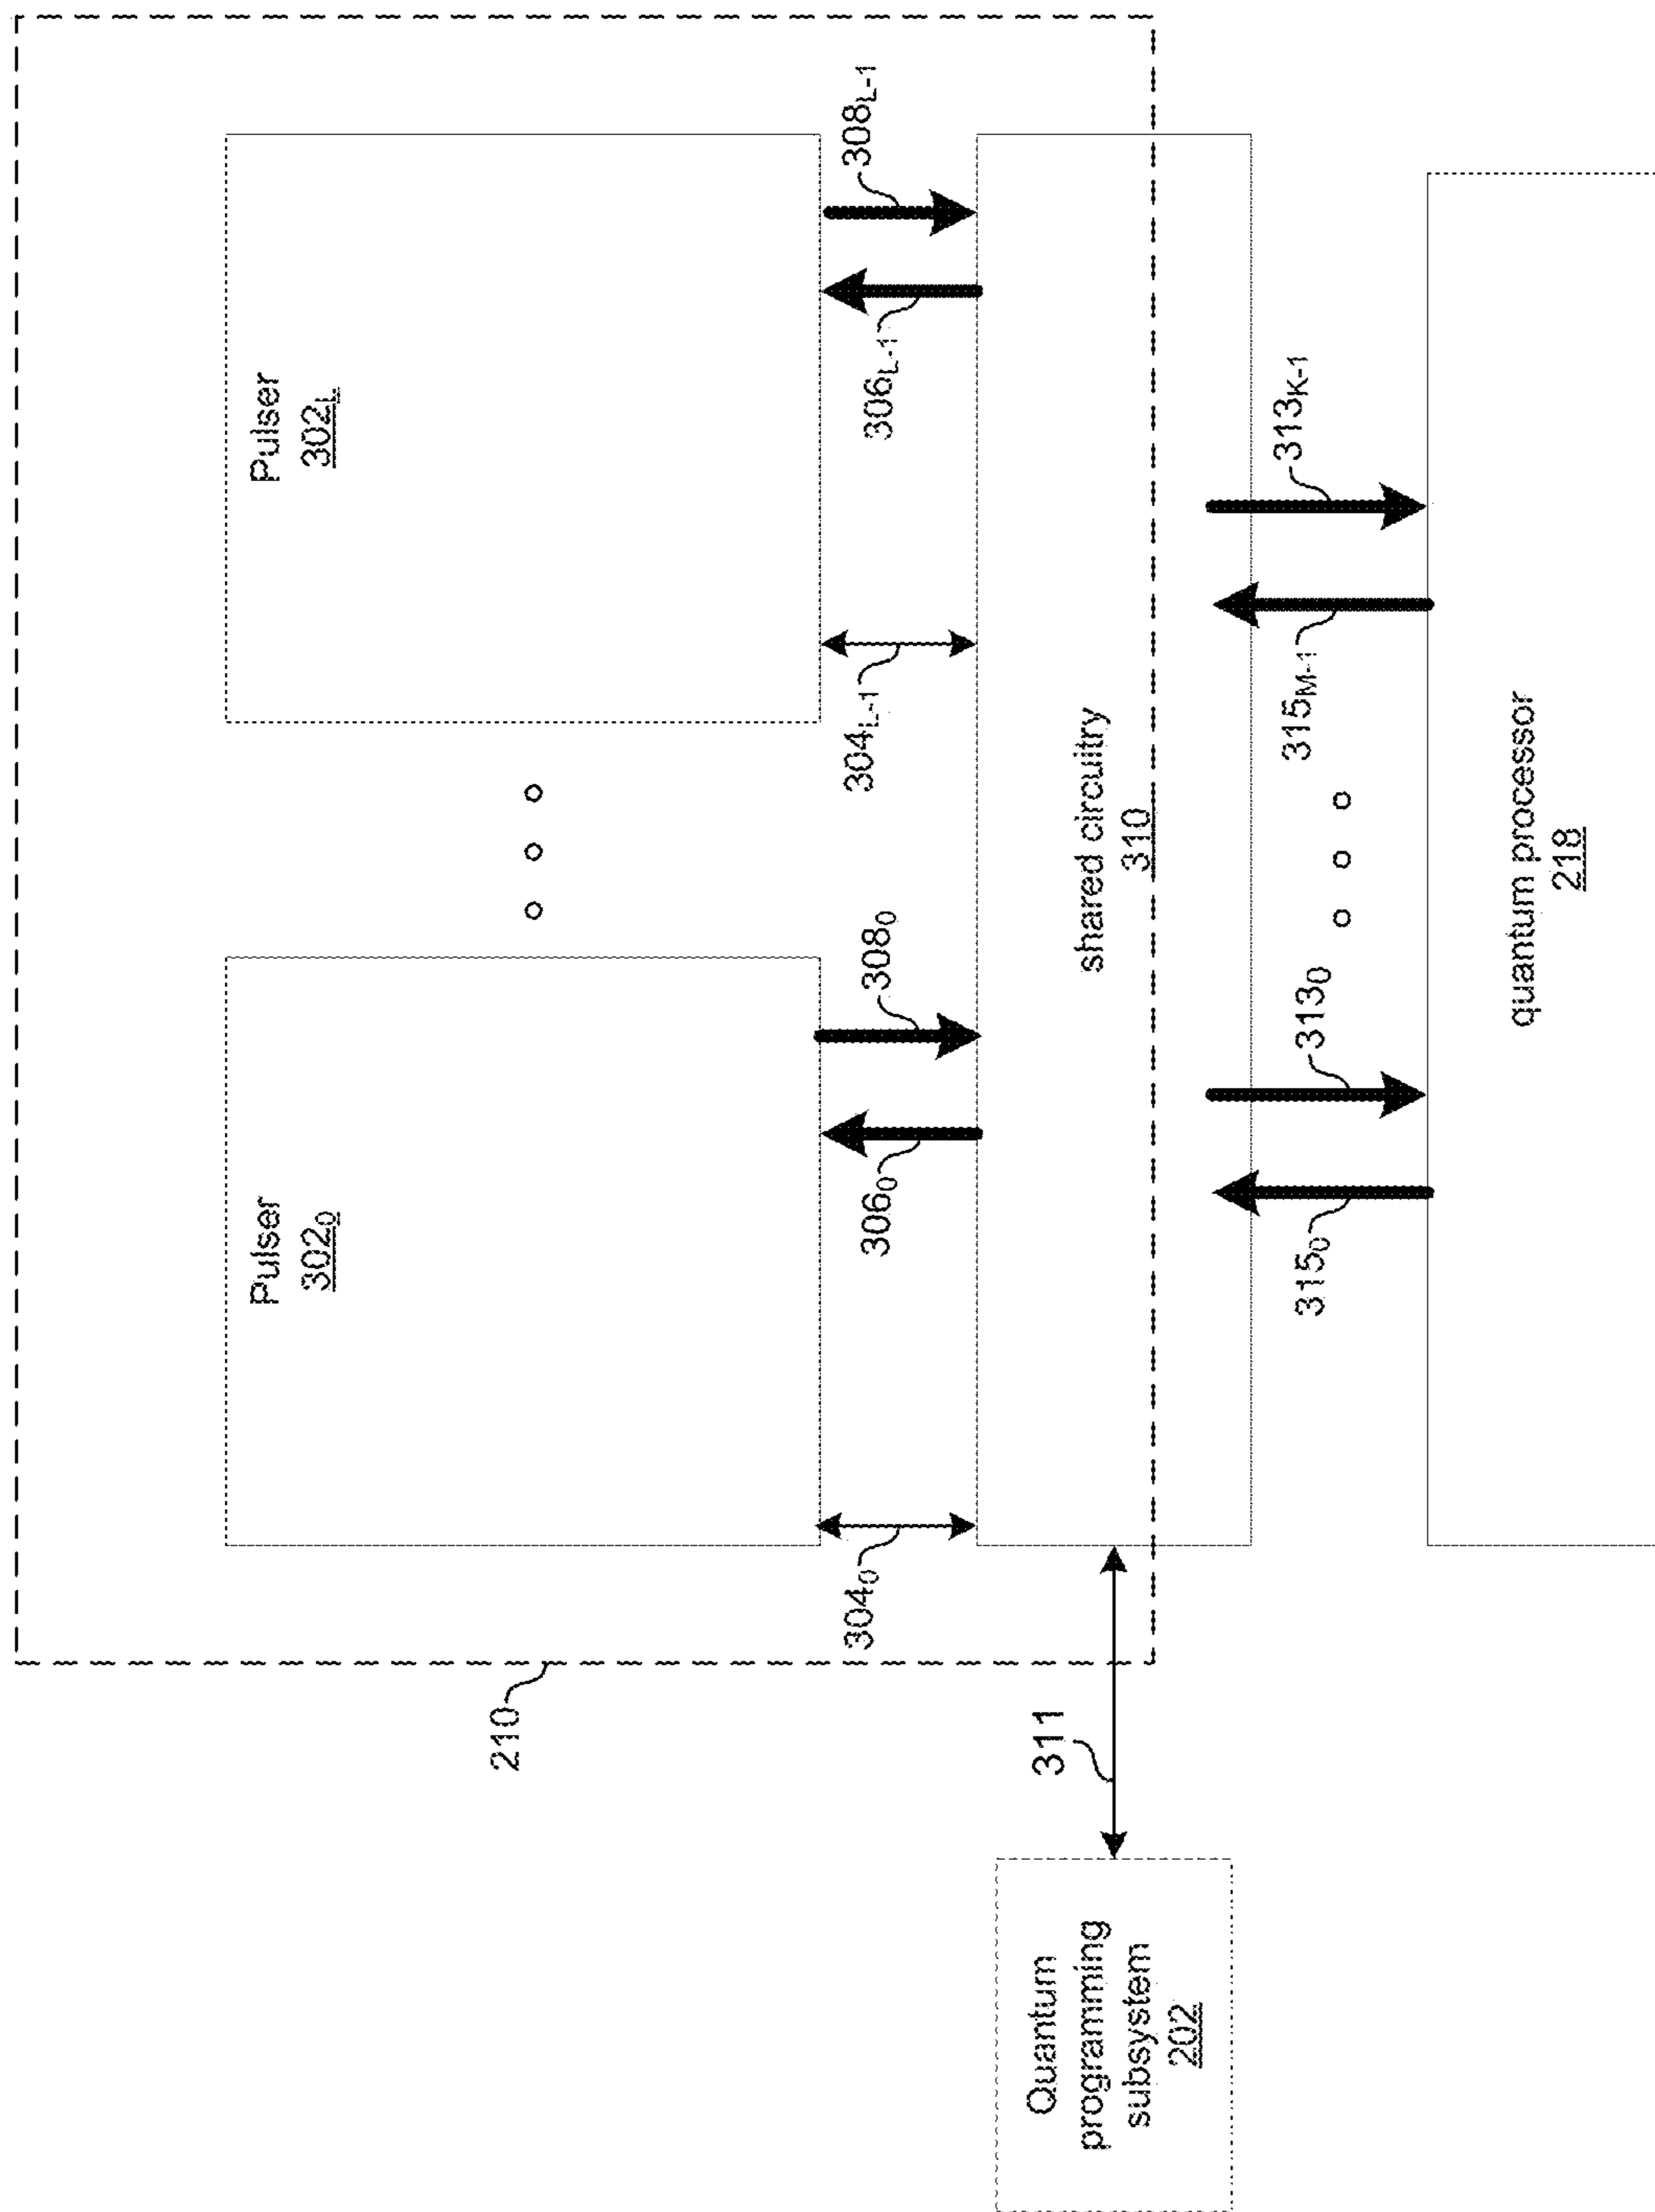 210
Pulser
302₀
Pulser
302L
304₀
306₀
308₀
304L-1
306L-1
308L-1
311
Quantum
programming
subsystem
202
shared circuitry
310
315₀
313₀
315M-1
313K-1
quantum processor
218